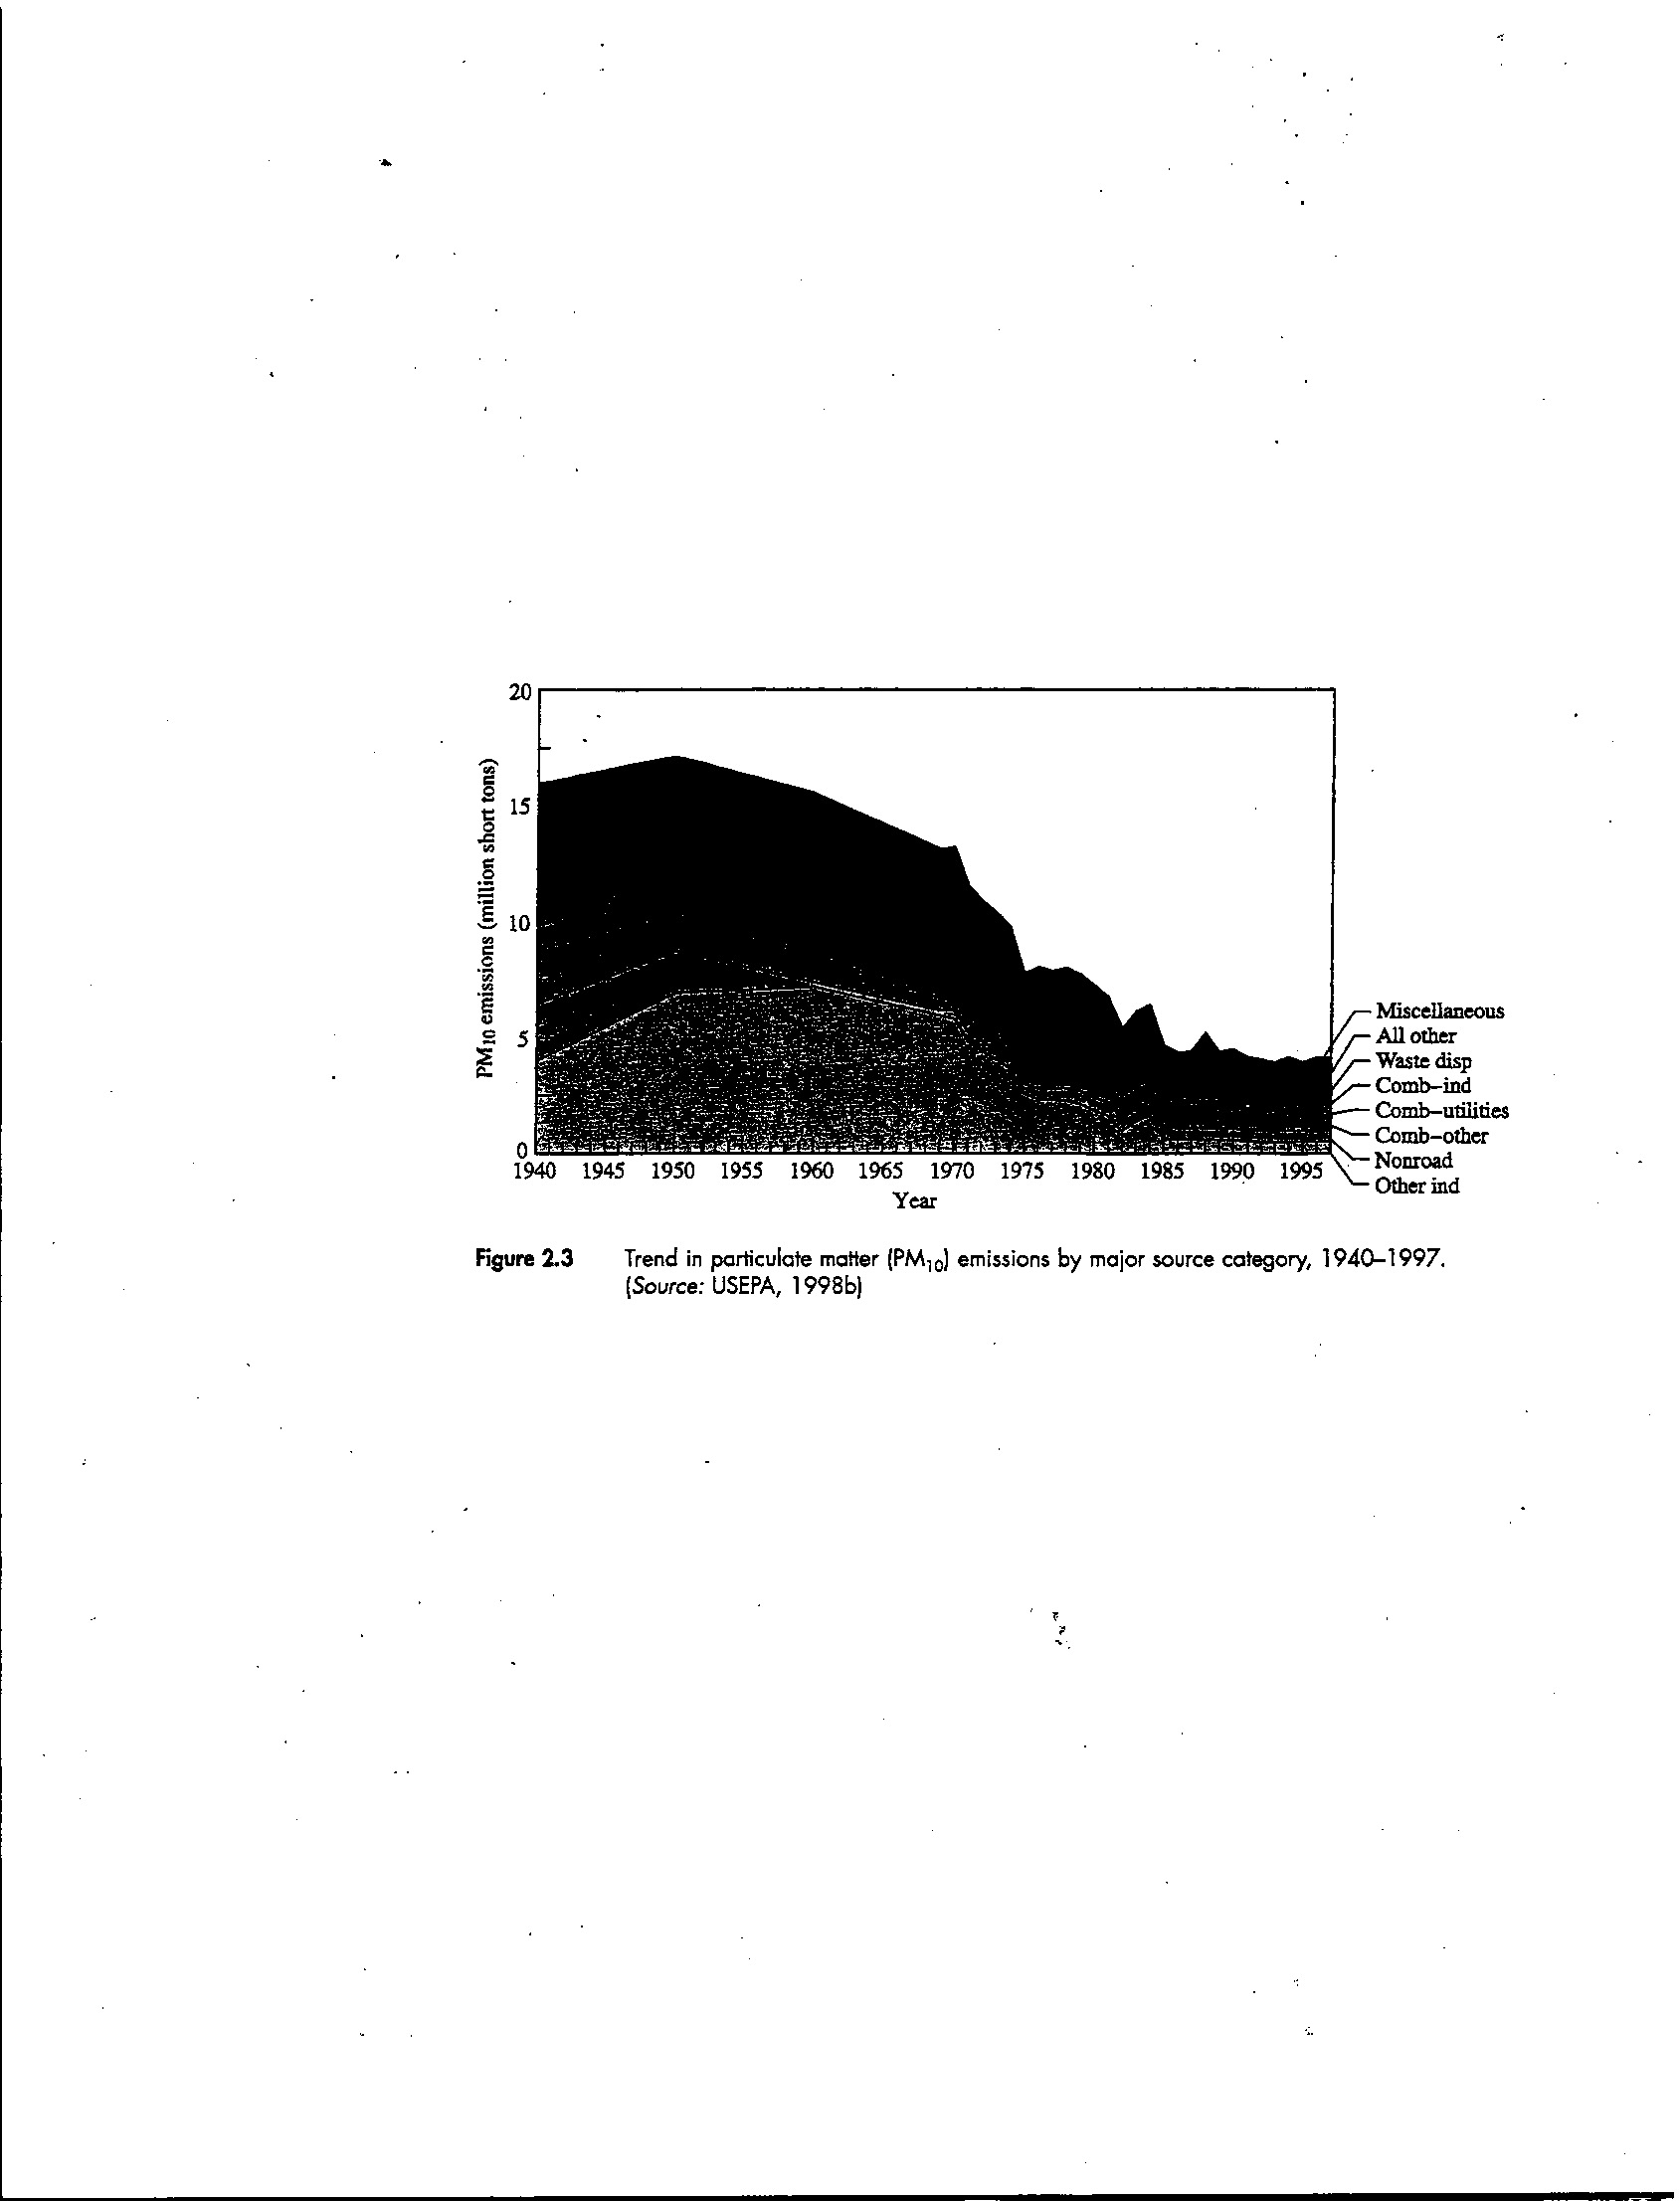 20
15
10
5
0
PM10 emissions (million short tons)
1940 1945 1950 1955 1960 1965 1970 1975 1980 1985 1990 1995
Year
Miscellaneous
All other
Waste disp
Comb–ind
Comb–utilities
Comb–other
Nonroad
Other ind
Figure 2.3 Trend in particulate matter (PM10) emissions by major source category, 1940–1997.
(Source: USEPA, 1998b)